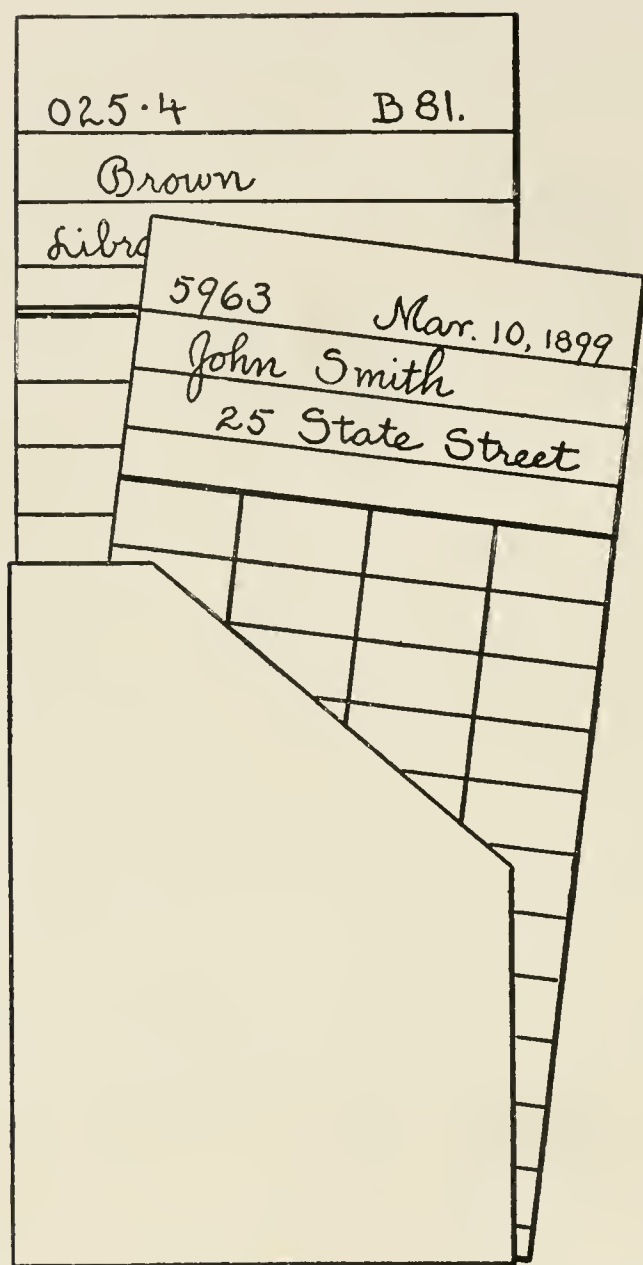 025·4 B81.
Brown
5963 Mar. 10, 1899
John Smith
25 State Street